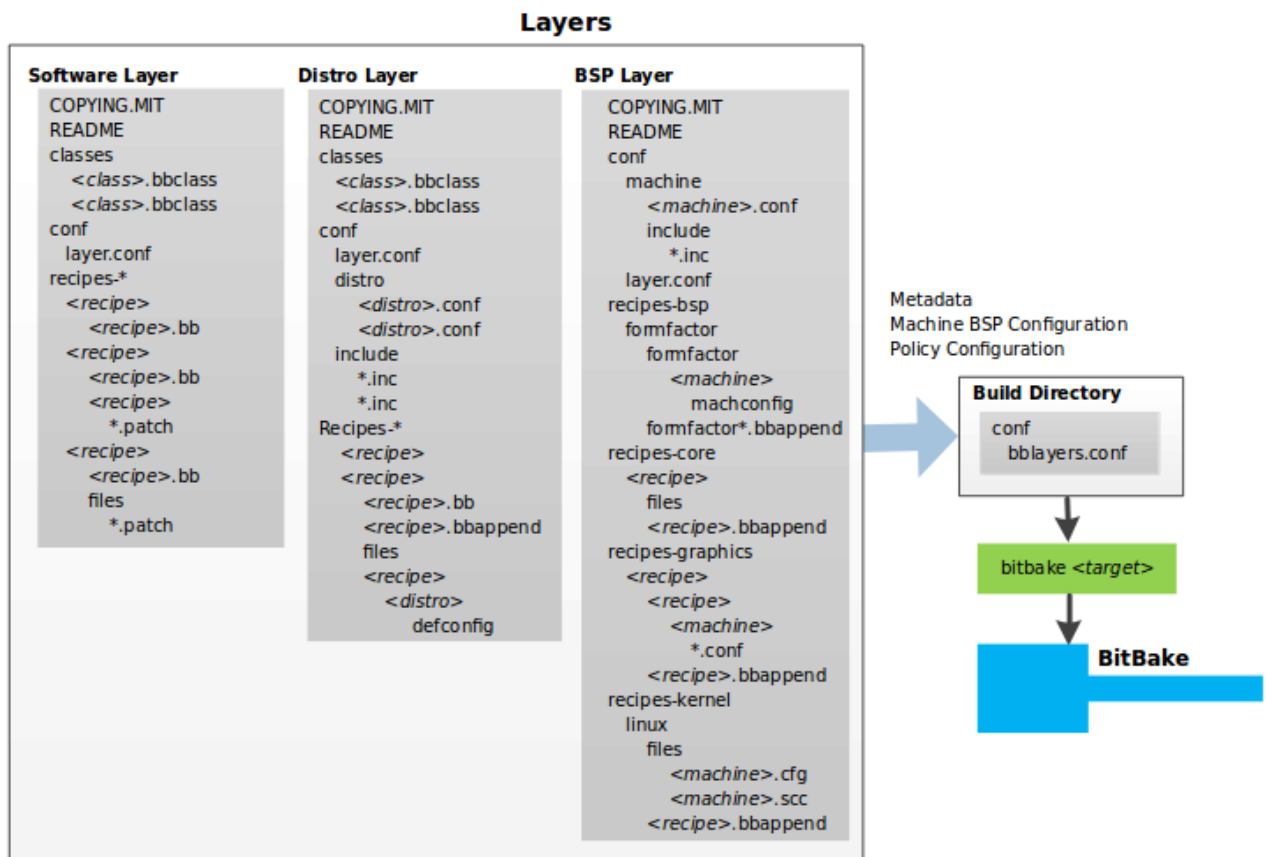 Layers
Software Layer
COPYING.MIT
README
classes
<class>.bbclass
<class>.bbclass
conf
layer.conf
recipes-*
<recipe>
<recipe>.bb
<recipe>
<recipe>.bb
<recipe>
*.patch
<recipe>
<recipe>.bb
files
*.patch
Distro Layer
COPYING.MIT
README
classes
<class>.bbclass
<class>.bbclass
conf
layer.conf
distro
<distro>.conf
<distro>.conf
include
*.inc
*.inc
Recipes-*
<recipe>
<recipe>
<recipe>.bb
<recipe>.bbappend
files
<recipe>
<distro>
defconfig
BSP Layer
COPYING.MIT
README
conf
machine
<machine>.conf
include
*.inc
layer.conf
recipes-bsp
formfactor
formfactor
<machine>
machconfig
formfactor*.bbappend
recipes-core
<recipe>
files
<recipe>.bbappend
recipes-graphics
<recipe>
<recipe>
<machine>
*.conf
<recipe>.bbappend
recipes-kernel
linux
files
<machine>.cfg
<machine>.scc
<recipe>.bbappend
Metadata
Machine BSP Configuration
Policy Configuration
Build Directory
conf
bblayers.conf
bitbake <target>
BitBake